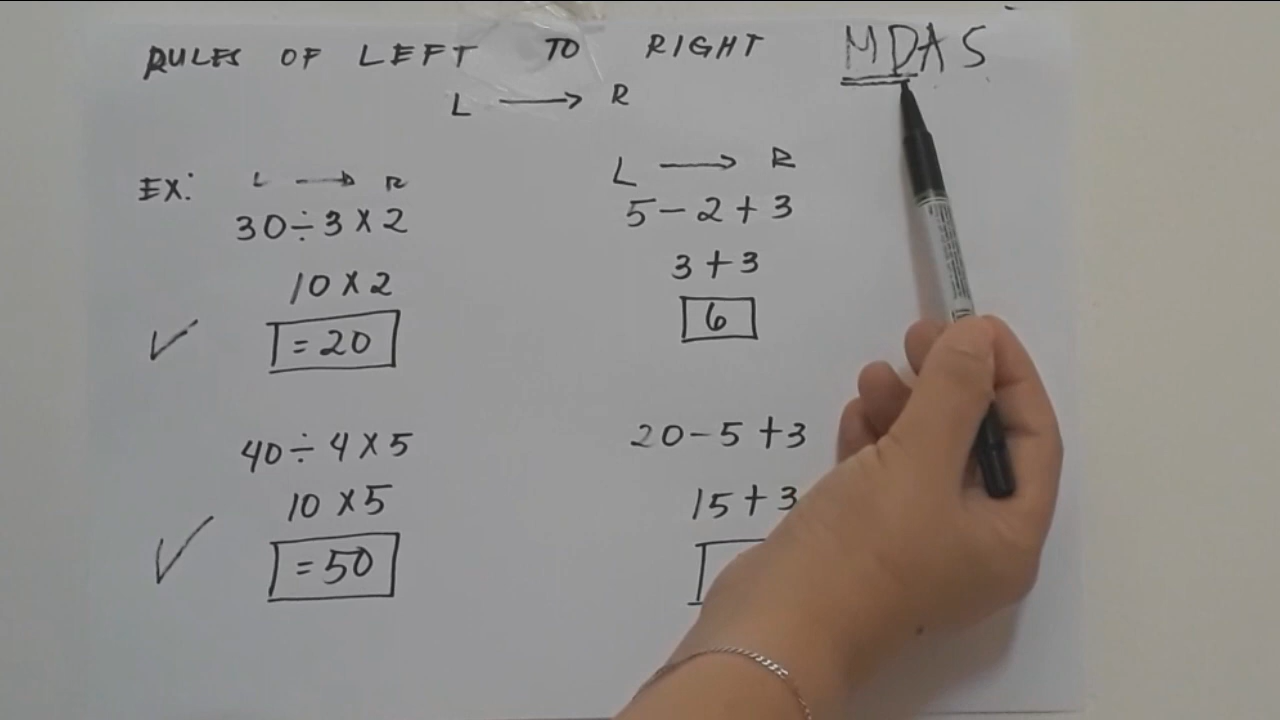 RULES OF LEFT TO RIGHT MDAS
L → R
EX: L → R
30÷3×2
10×2
=20
40÷4×5
10×5
=50
L → R
5-2+3
3+3
6
20-5+3
15+3